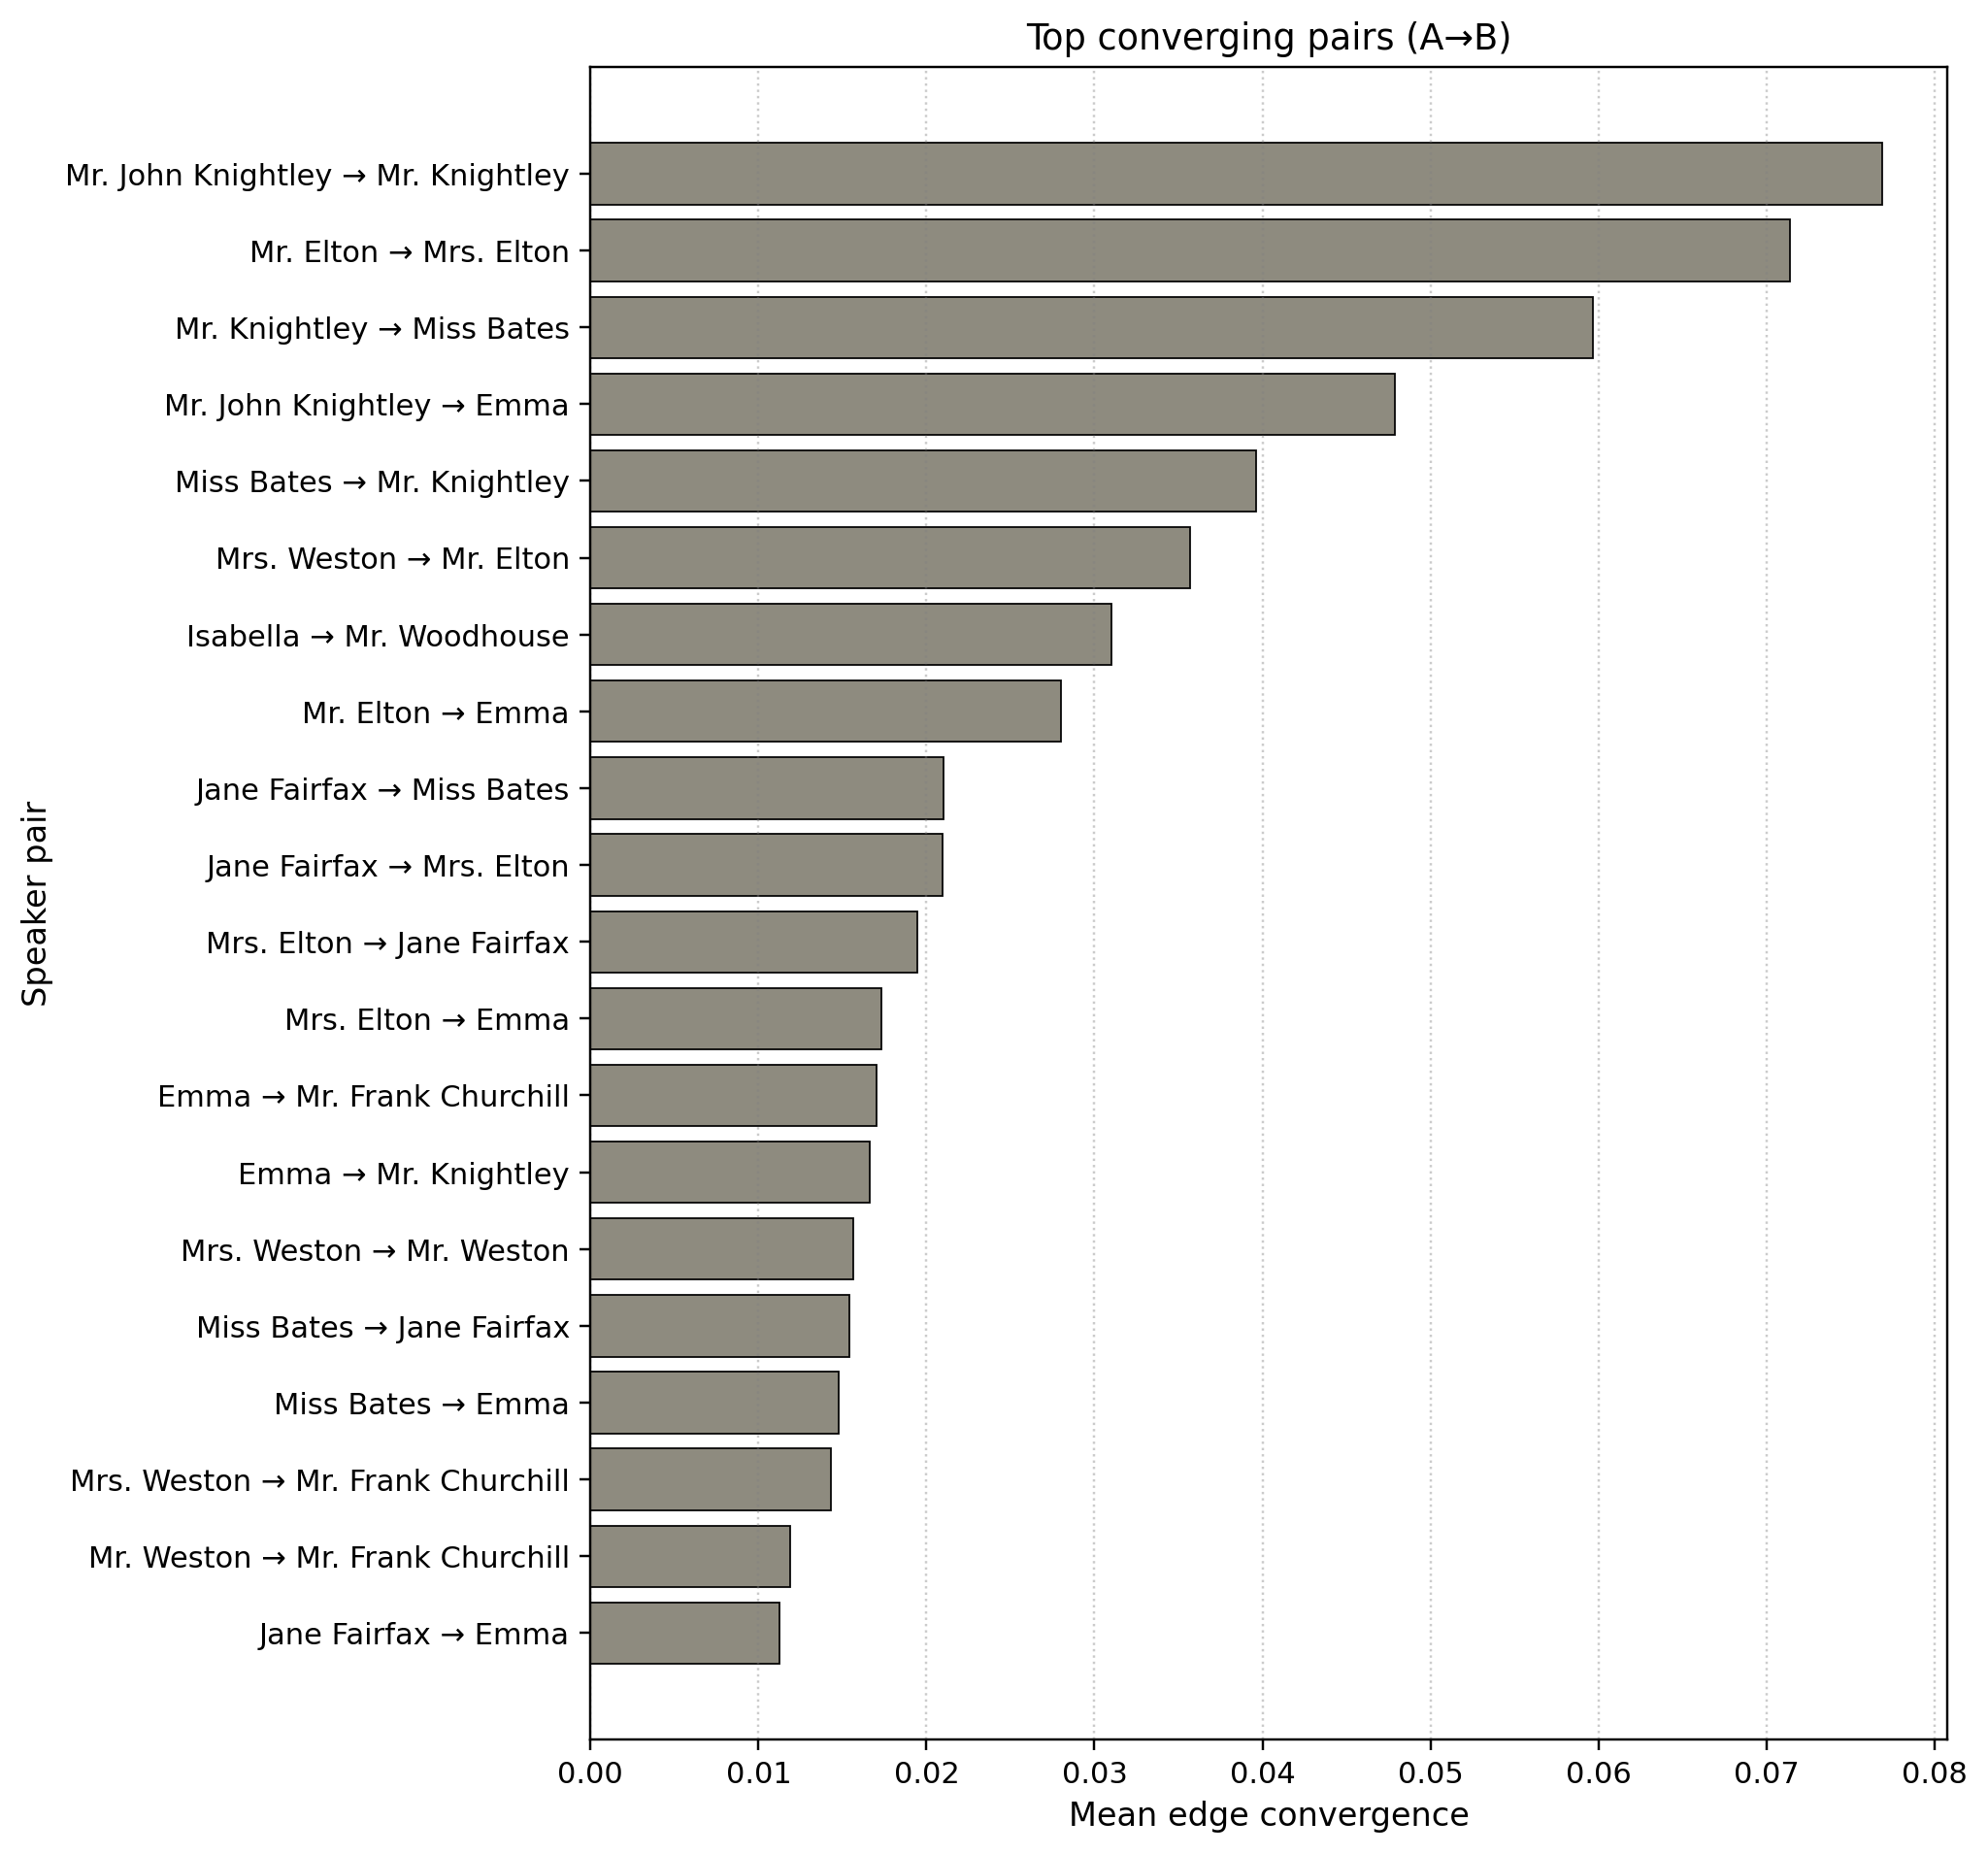 Top converging pairs (A→B)
Mr. John Knightley → Mr. Knightley
Mr. Elton → Mrs. Elton
Mr. Knightley → Miss Bates
Mr. John Knightley → Emma
Miss Bates → Mr. Knightley
Mrs. Weston → Mr. Elton
Isabella → Mr. Woodhouse
Mr. Elton → Emma
Jane Fairfax → Miss Bates
Jane Fairfax → Mrs. Elton
Mrs. Elton → Jane Fairfax
Mrs. Elton → Emma
Emma → Mr. Frank Churchill
Emma → Mr. Knightley
Mrs. Weston → Mr. Weston
Miss Bates → Jane Fairfax
Miss Bates → Emma
Mrs. Weston → Mr. Frank Churchill
Mr. Weston → Mr. Frank Churchill
Jane Fairfax → Emma
Speaker pair
0.00 0.01 0.02 0.03 0.04 0.05 0.06 0.07 0.08
Mean edge convergence